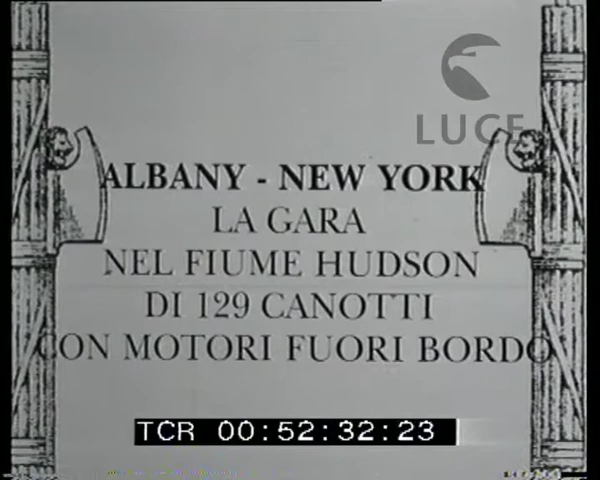 LUCE
ALBANY - NEW YORK
LA GARA
NEL FIUME HUDSON
DI 129 CANOTTI
CON MOTORI FUORI BORDO
TCR 00:52:32:23